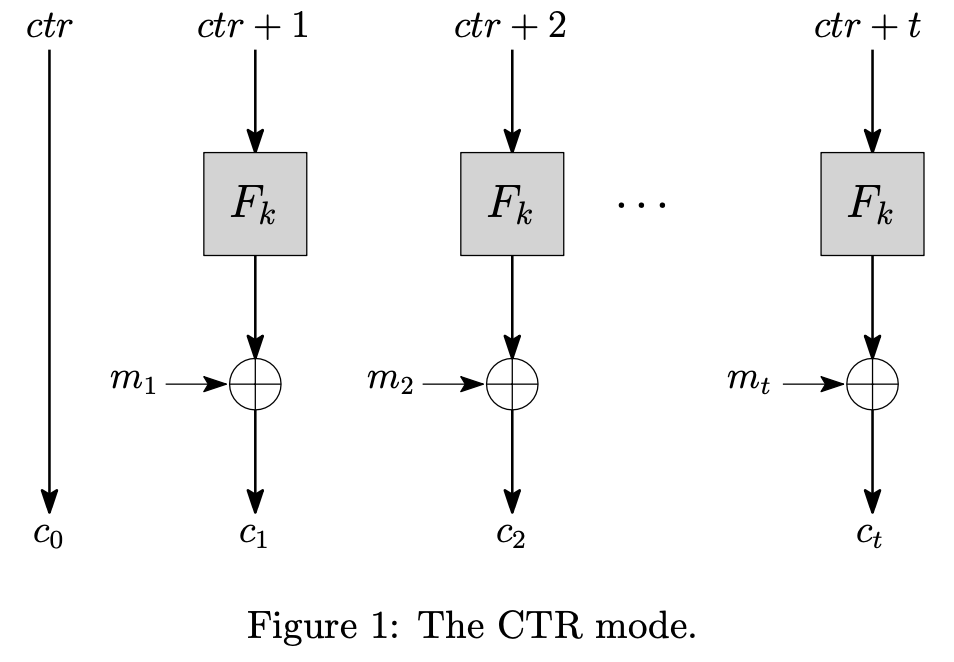 ctr ctr + 1 ctr + 2 ctr + t
F_k F_k ··· F_k
m_1 m_2 m_t
c_0 c_1 c_2 c_t
Figure 1: The CTR mode.